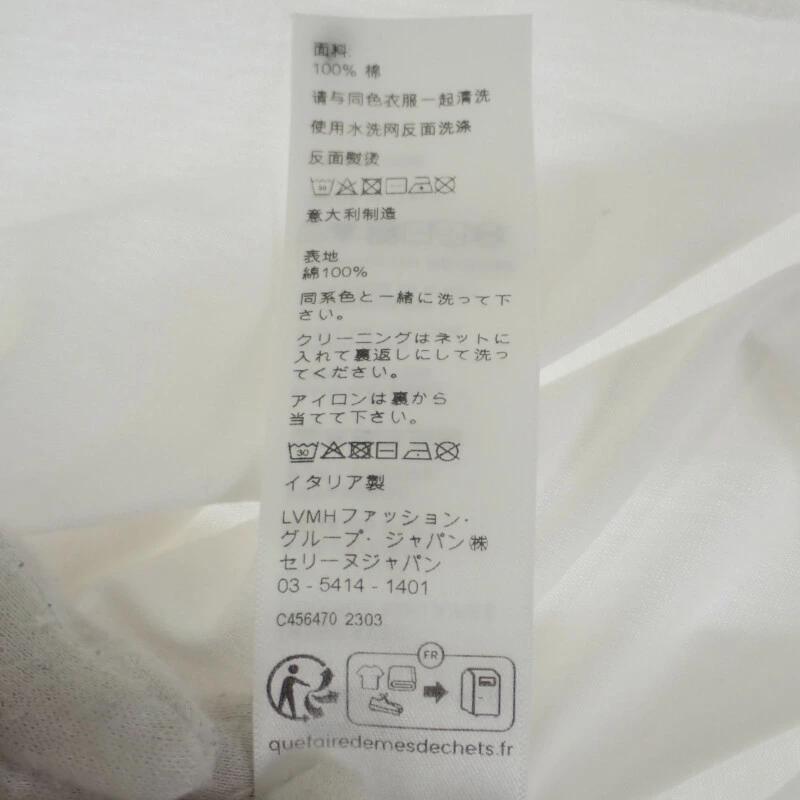 面料:
100% 棉
请与同色衣服一起清洗
使用水洗网反面洗涤
反面熨烫
30
意大利制造
表地
綿100%
同系色と一緒に洗って下
さい。
クリーニングはネットに
入れて裏返しにして洗っ
てください。
アイロンは裏から
当てて下さい。
30
イタリア製
LVMHファッション・
グループ・ジャパン㈱
セリーヌジャパン
03 - 5414 - 1401
C456470 2303
FR
quefairedemesdechets.fr